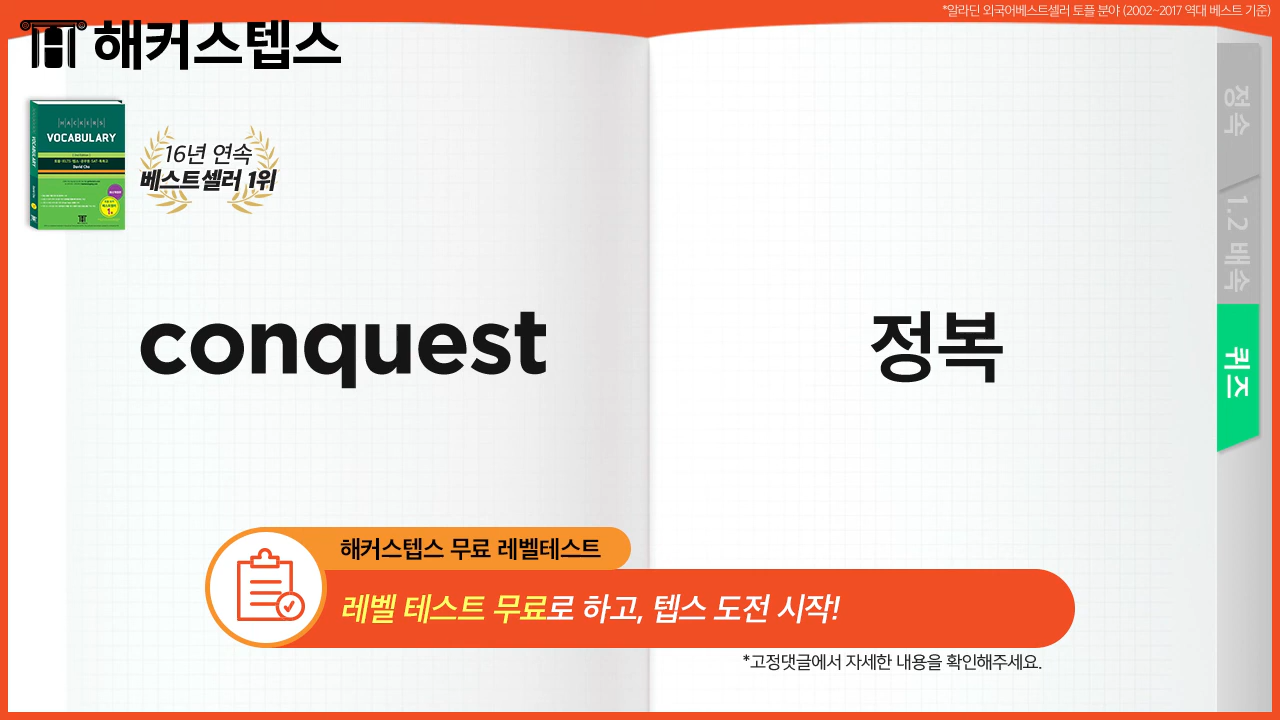 *알라딘 외국어베스트셀러 토플 분야 (2002~2017 역대 베스트 기준)
해커스텝스
HACKERS
VOCABULARY
16년 연속
베스트셀러 1위
정속
1.2 배속
퀴즈
conquest
정복
해커스텝스 무료 레벨테스트
레벨 테스트 무료로 하고, 텝스 도전 시작!
*고정댓글에서 자세한 내용을 확인해주세요.